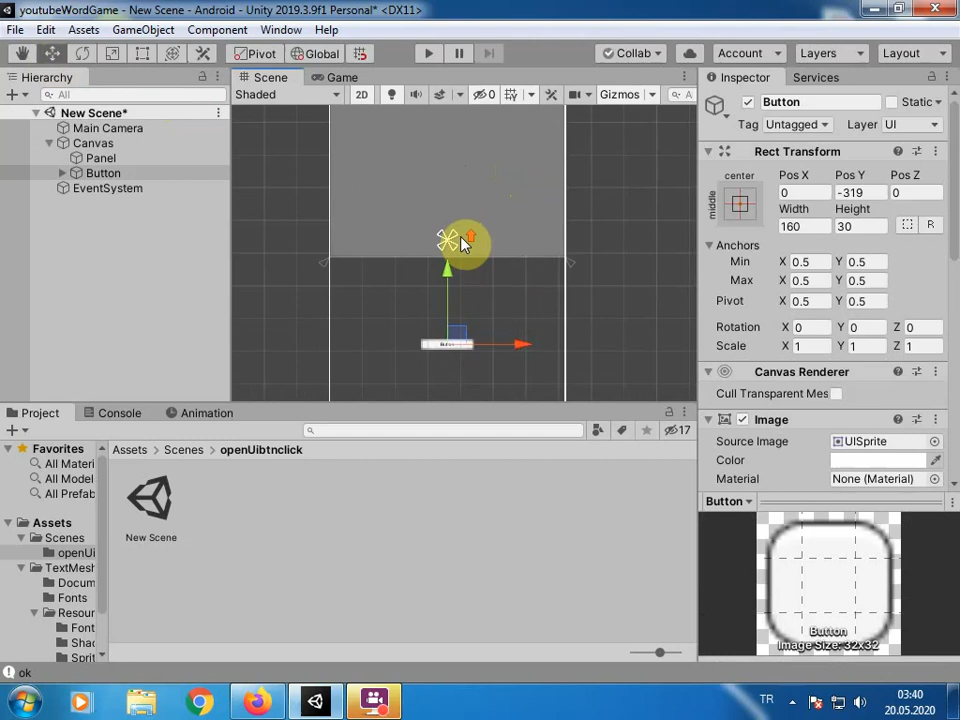 youtubeWordGame - New Scene - Android - Unity 2019.3.9f1 Personal* <DX11>
File Edit Assets GameObject Component Window Help
Pivot Global Collab Account Layers Layout
Hierarchy Scene Game Inspector Services
All Shaded 2D 0 Gizmos A
New Scene*
Main Camera
Canvas
Panel
Button
EventSystem
Button Static
Tag Untagged Layer UI
Rect Transform
center Pos X Pos Y Pos Z
middle 0 -319 0
Width Height
160 30 R
Anchors
Min X 0.5 Y 0.5
Max X 0.5 Y 0.5
Pivot X 0.5 Y 0.5
Rotation X 0 Y 0 Z 0
Scale X 1 Y 1 Z 1
Canvas Renderer
Cull Transparent Mes
Image
Source Image UISprite
Color
Material None (Material)
Button
Button
Image Size: 32x32
Project Console Animation
17
Favorites
All Materi
All Model
All Prefab
Assets
Scenes
openUi
TextMesh
Docum
Fonts
Resour
Font
Sha
Sprit
Assets Scenes openUibtnclick
New Scene
ok
TR 03:40
20.05.2020